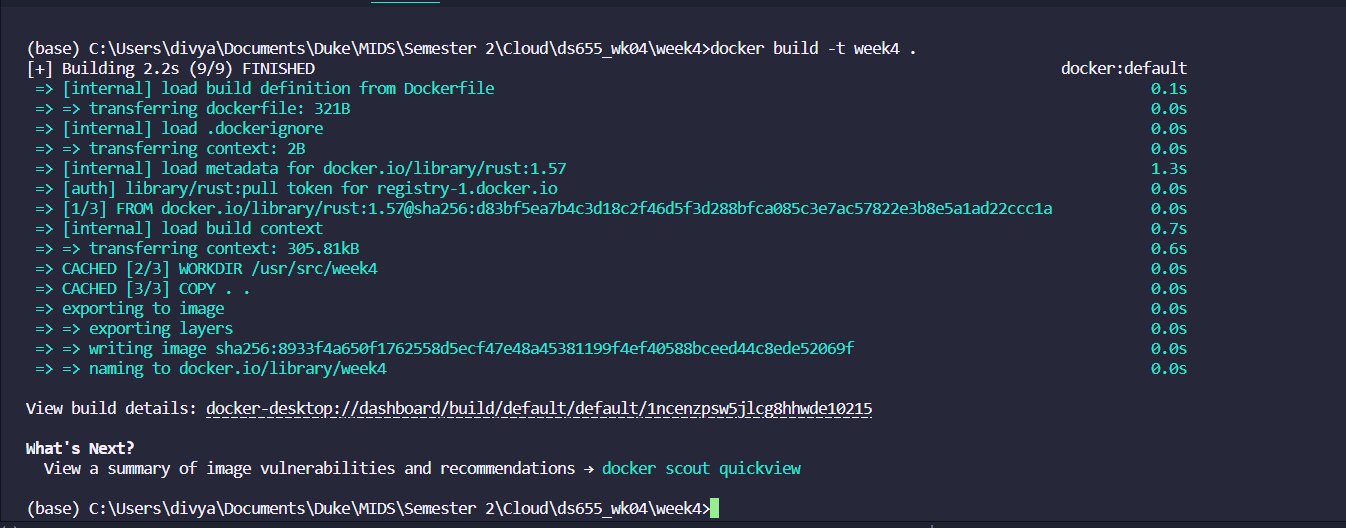 (base) C:\Users\divya\Documents\Duke\MIDS\Semester 2\Cloud\ds655_wk04\week4>docker build -t week4 .
[+] Building 2.2s (9/9) FINISHED docker:default
=> [internal] load build definition from Dockerfile 0.1s
=> => transferring dockerfile: 321B 0.0s
=> [internal] load .dockerignore 0.0s
=> => transferring context: 2B 0.0s
=> [internal] load metadata for docker.io/library/rust:1.57 1.3s
=> [auth] library/rust:pull token for registry-1.docker.io 0.0s
=> [1/3] FROM docker.io/library/rust:1.57@sha256:d83bf5ea7b4c3d18c2f46d5f3d288bfca085c3e7ac57822e3b8e5a1ad22ccc1a 0.0s
=> [internal] load build context 0.7s
=> => transferring context: 305.81kB 0.6s
=> CACHED [2/3] WORKDIR /usr/src/week4 0.0s
=> CACHED [3/3] COPY . . 0.0s
=> exporting to image 0.0s
=> => exporting layers 0.0s
=> => writing image sha256:8933f4a650f1762558d5ecf47e48a45381199f4ef40588bceed44c8ede52069f 0.0s
=> => naming to docker.io/library/week4 0.0s
View build details: docker-desktop://dashboard/build/default/default/1ncenzpsw5jlcg8hhwde10215
What's Next?
View a summary of image vulnerabilities and recommendations → docker scout quickview
(base) C:\Users\divya\Documents\Duke\MIDS\Semester 2\Cloud\ds655_wk04\week4>